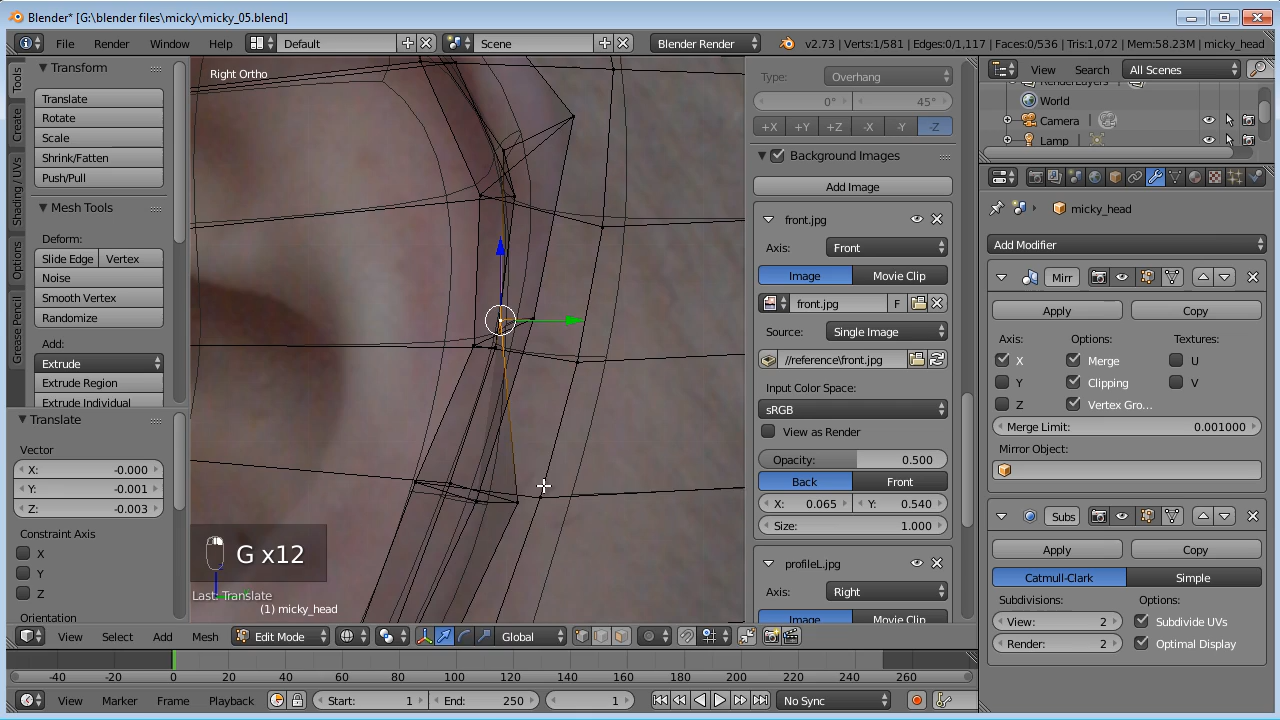 Blender* [G:\blender files\micky\micky_05.blend]
File Render Window Help Default Scene Blender Render v2.73 | Verts:1/581 | Edges:0/1,117 | Faces:0/536 | Tris:1,072 | Mem:58.23M | micky_head
Tools
Create
Shading / UVs
Options
Grease Pencil
Transform
Translate
Rotate
Scale
Shrink/Fatten
Push/Pull
Mesh Tools
Deform:
Slide Edge Vertex
Noise
Smooth Vertex
Randomize
Add:
Extrude
Extrude Region
Extrude Individual
Translate
Vector
X: -0.000
Y: -0.001
Z: -0.003
Constraint Axis
X
Y
Z
Orientation
Right Ortho
G x12
Last: Translate
(1) micky_head
Type: Overhang
0° 45°
+X +Y +Z -X -Y -Z
Background Images
Add Image
front.jpg
Axis: Front
Image Movie Clip
front.jpg F
Source: Single Image
//reference\front.jpg
Input Color Space:
sRGB
View as Render
Opacity: 0.500
Back Front
X: 0.065 Y: 0.540
Size: 1.000
profileL.jpg
Axis: Right
Image Movie Clip
View Search All Scenes
RenderLayers
World
Camera
Lamp
micky_head
Add Modifier
Mirr
Apply Copy
Axis: Options: Textures:
X Merge U
Y Clipping V
Z Vertex Gro...
Merge Limit: 0.001000
Mirror Object:
Subs
Apply Copy
Catmull-Clark Simple
Subdivisions: Options:
View: 2 Subdivide UVs
Render: 2 Optimal Display
View Select Add Mesh Edit Mode Global
-40 -20 0 20 40 60 80 100 120 140 160 180 200 220 240 260
View Marker Frame Playback Start: 1 End: 250 1 No Sync